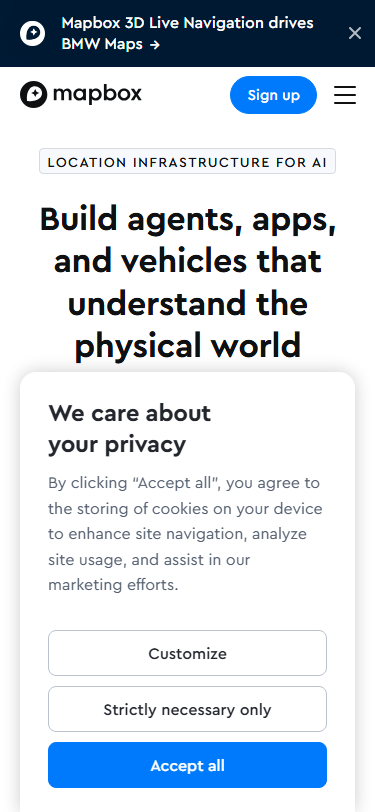 Mapbox 3D Live Navigation drives
BMW Maps →
mapbox
Sign up
LOCATION INFRASTRUCTURE FOR AI
Build agents, apps,
and vehicles that
understand the
physical world
We care about
your privacy
By clicking “Accept all”, you agree to
the storing of cookies on your device
to enhance site navigation, analyze
site usage, and assist in our
marketing efforts.
Customize
Strictly necessary only
Accept all